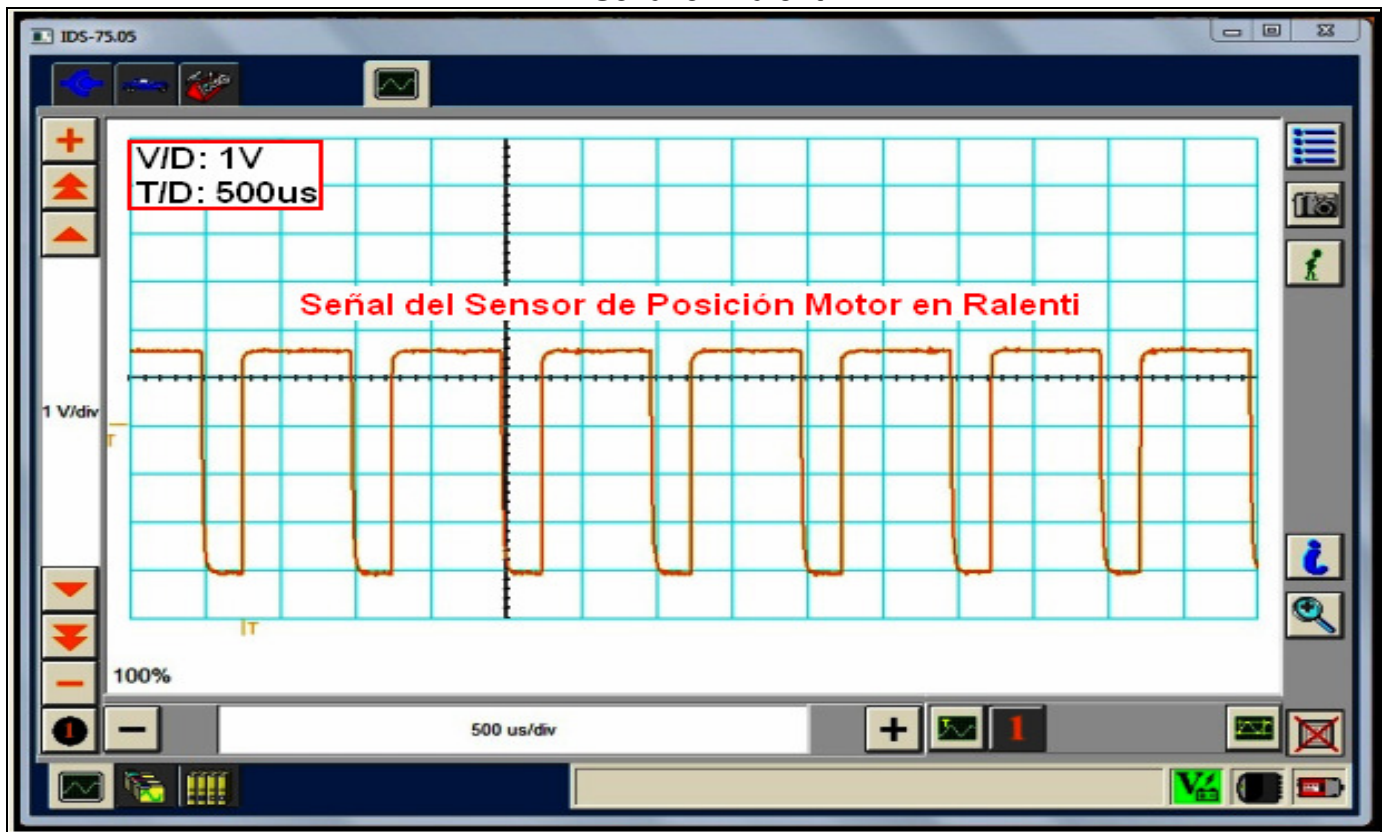 IDS-75.05
V/D: 1V
T/D: 500us
Señal del Sensor de Posición Motor en Ralenti
1 V/div
T
T
100%
1
500 us/div
1